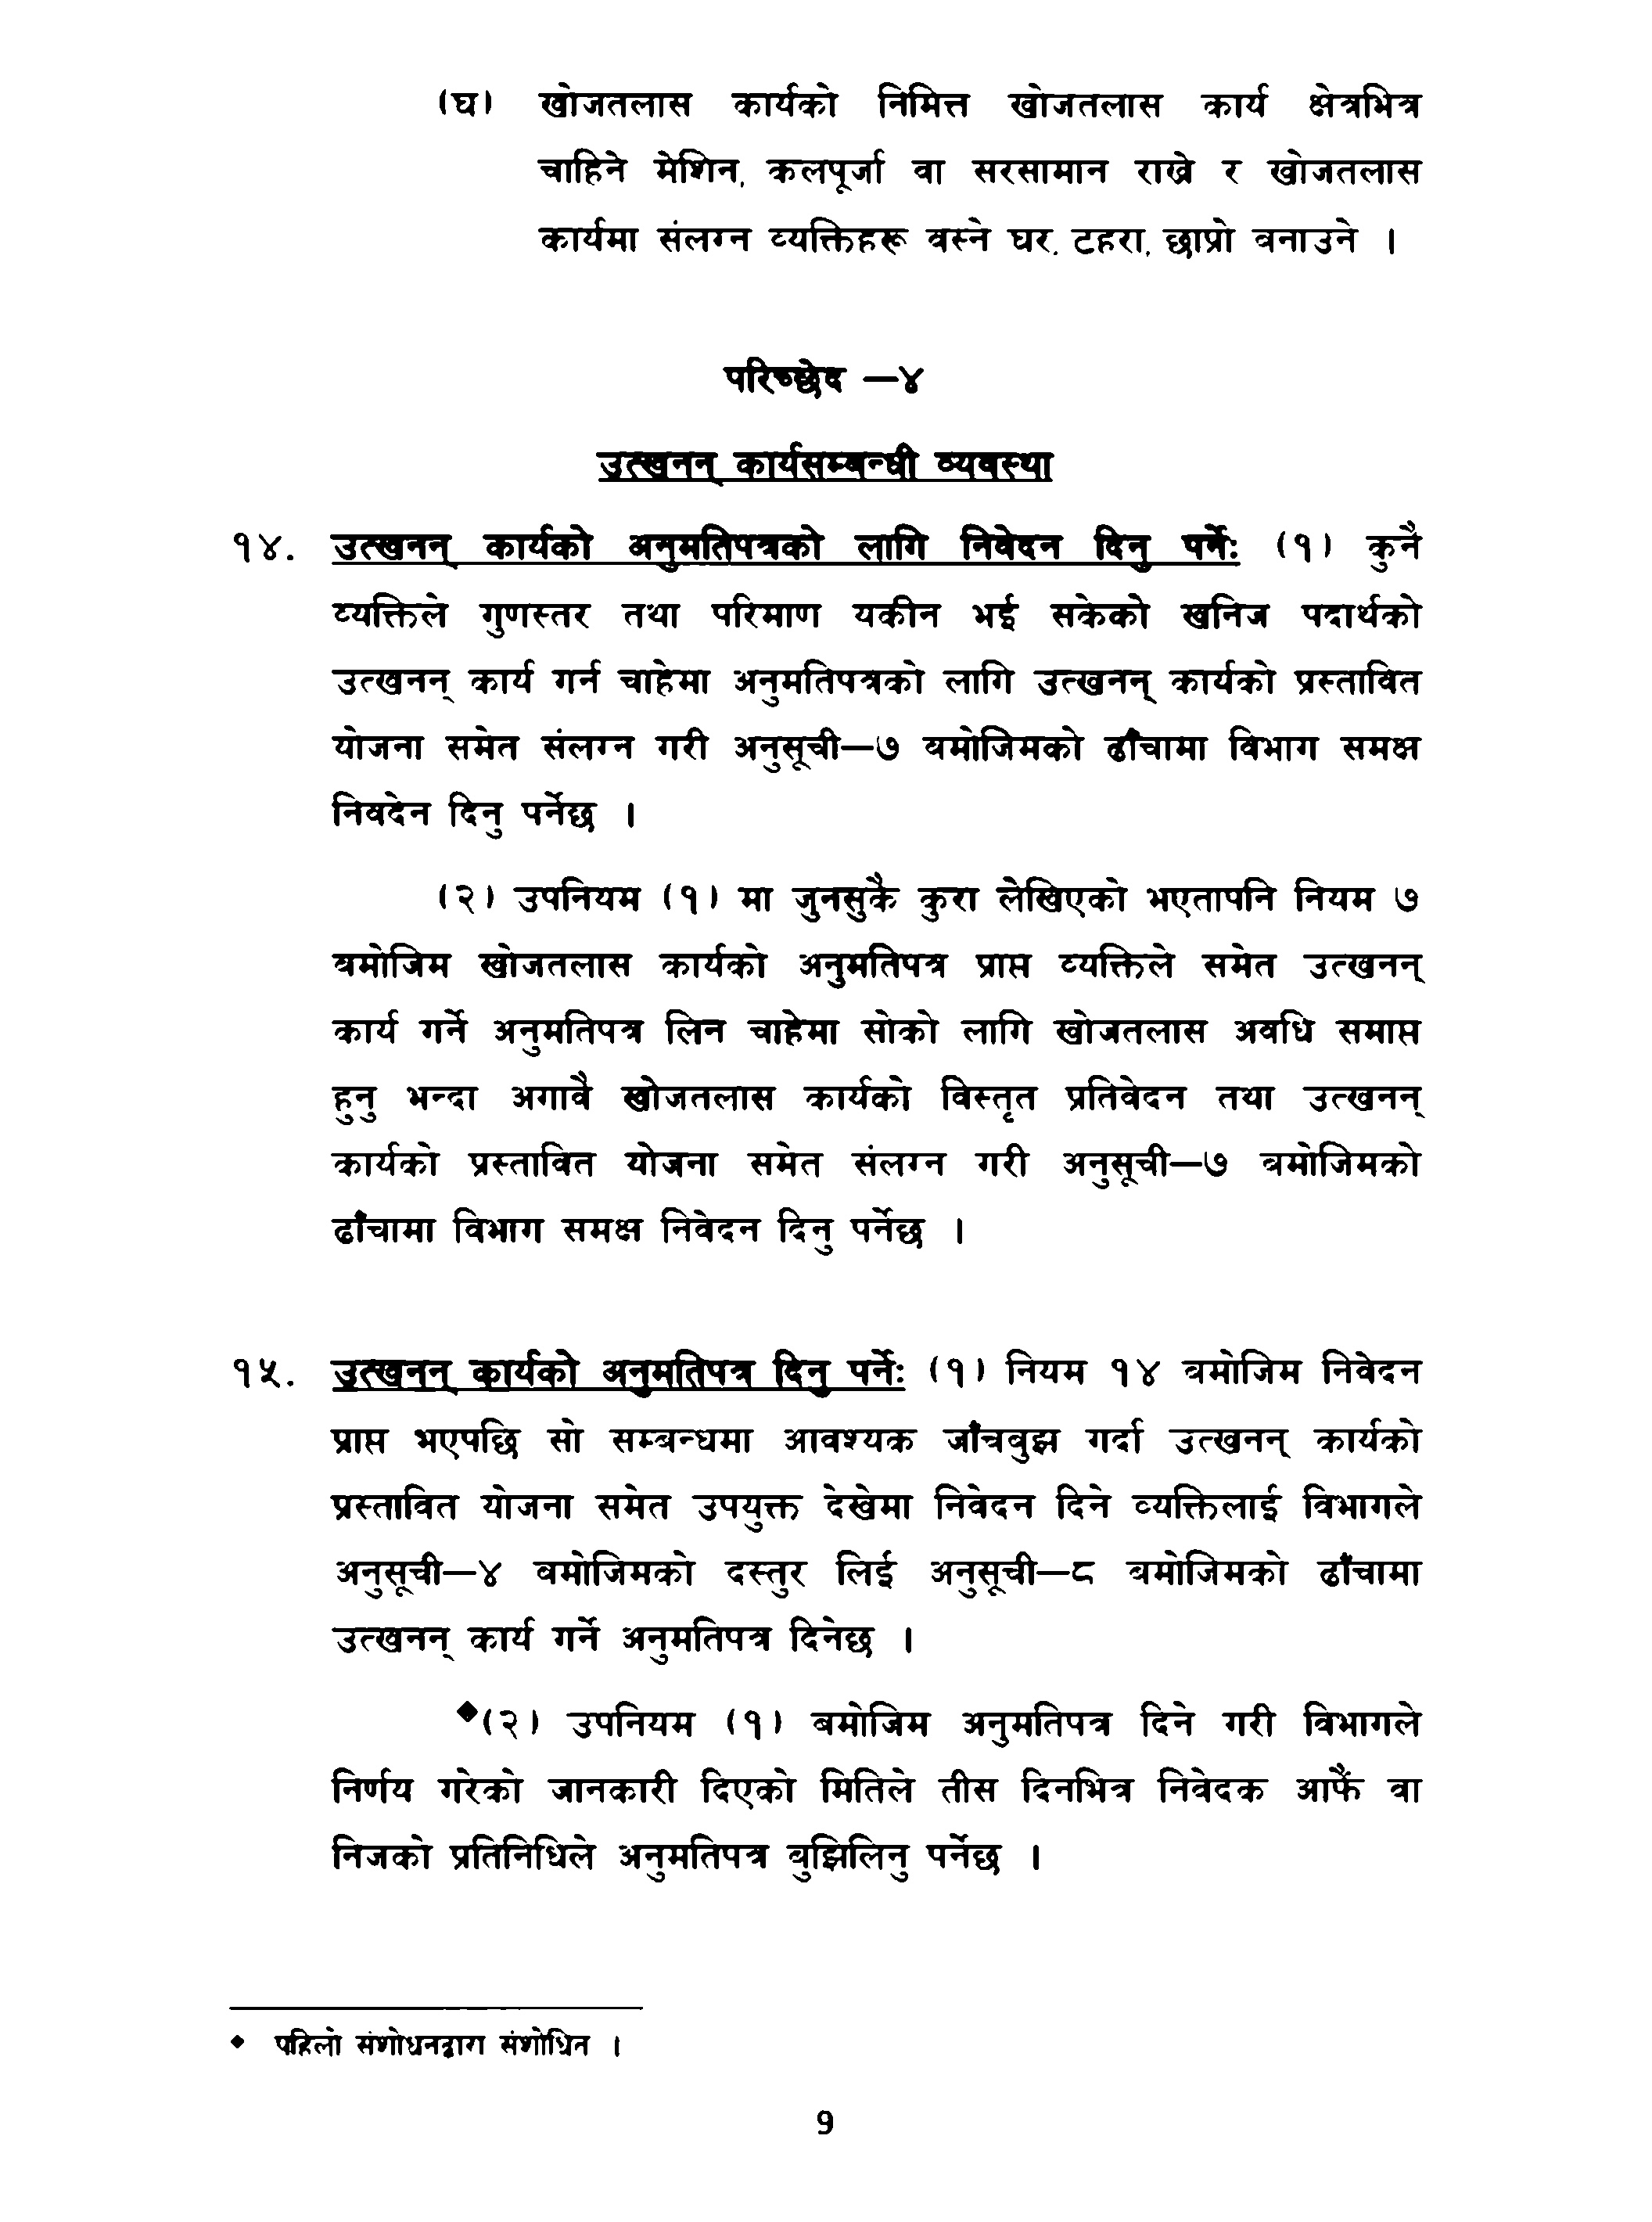 (घ) खोजतलास कार्यको निमित्त खोजतलास कार्य क्षेत्रभित्र
चाहिने मेशिन, कलपूर्जा वा सरसामान राख्ने र खोजतलास
कार्यमा संलग्न व्यक्तिहरू बस्ने घर, टहरा, छाप्रो बनाउने ।
परिच्छेद –४
उत्खनन् कार्यसम्बन्धी व्यवस्था
१४. उत्खनन् कार्यको अनुमतिपत्रको लागि निवेदन दिनु पर्नेः (१) कुनै
व्यक्तिले गुणस्तर तथा परिमाण यकीन भई सकेको खनिज पदार्थको
उत्खनन् कार्य गर्न चाहेमा अनुमतिपत्रको लागि उत्खनन् कार्यको प्रस्तावित
योजना समेत संलग्न गरी अनुसूची–७ बमोजिमको ढाँचामा विभाग समक्ष
निवदेन दिनु पर्नेछ ।
(२) उपनियम (१) मा जुनसुकै कुरा लेखिएको भएतापनि नियम ७
बमोजिम खोजतलास कार्यको अनुमतिपत्र प्राप्त व्यक्तिले समेत उत्खनन्
कार्य गर्ने अनुमतिपत्र लिन चाहेमा सोको लागि खोजतलास अवधि समाप्त
हुनु भन्दा अगावै खोजतलास कार्यको विस्तृत प्रतिवेदन तथा उत्खनन्
कार्यको प्रस्तावित योजना समेत संलग्न गरी अनुसूची–७ बमोजिमको
ढाँचामा विभाग समक्ष निवेदन दिनु पर्नेछ ।
१५. उत्खनन् कार्यको अनुमतिपत्र दिनु पर्नेः (१) नियम १४ बमोजिम निवेदन
प्राप्त भएपछि सो सम्बन्धमा आवश्यक जाँचबुझ गर्दा उत्खनन् कार्यको
प्रस्तावित योजना समेत उपयुक्त देखेमा निवेदन दिने व्यक्तिलाई विभागले
अनुसूची–४ बमोजिमको दस्तुर लिई अनुसूची–८ बमोजिमको ढाँचामा
उत्खनन् कार्य गर्ने अनुमतिपत्र दिनेछ ।
◆(२) उपनियम (१) बमोजिम अनुमतिपत्र दिने गरी विभागले
निर्णय गरेको जानकारी दिएको मितिले तीस दिनभित्र निवेदक आफैं वा
निजको प्रतिनिधिले अनुमतिपत्र बुझिलिनु पर्नेछ ।
◆ पहिलो संशोधनद्वारा संशोधित ।
9